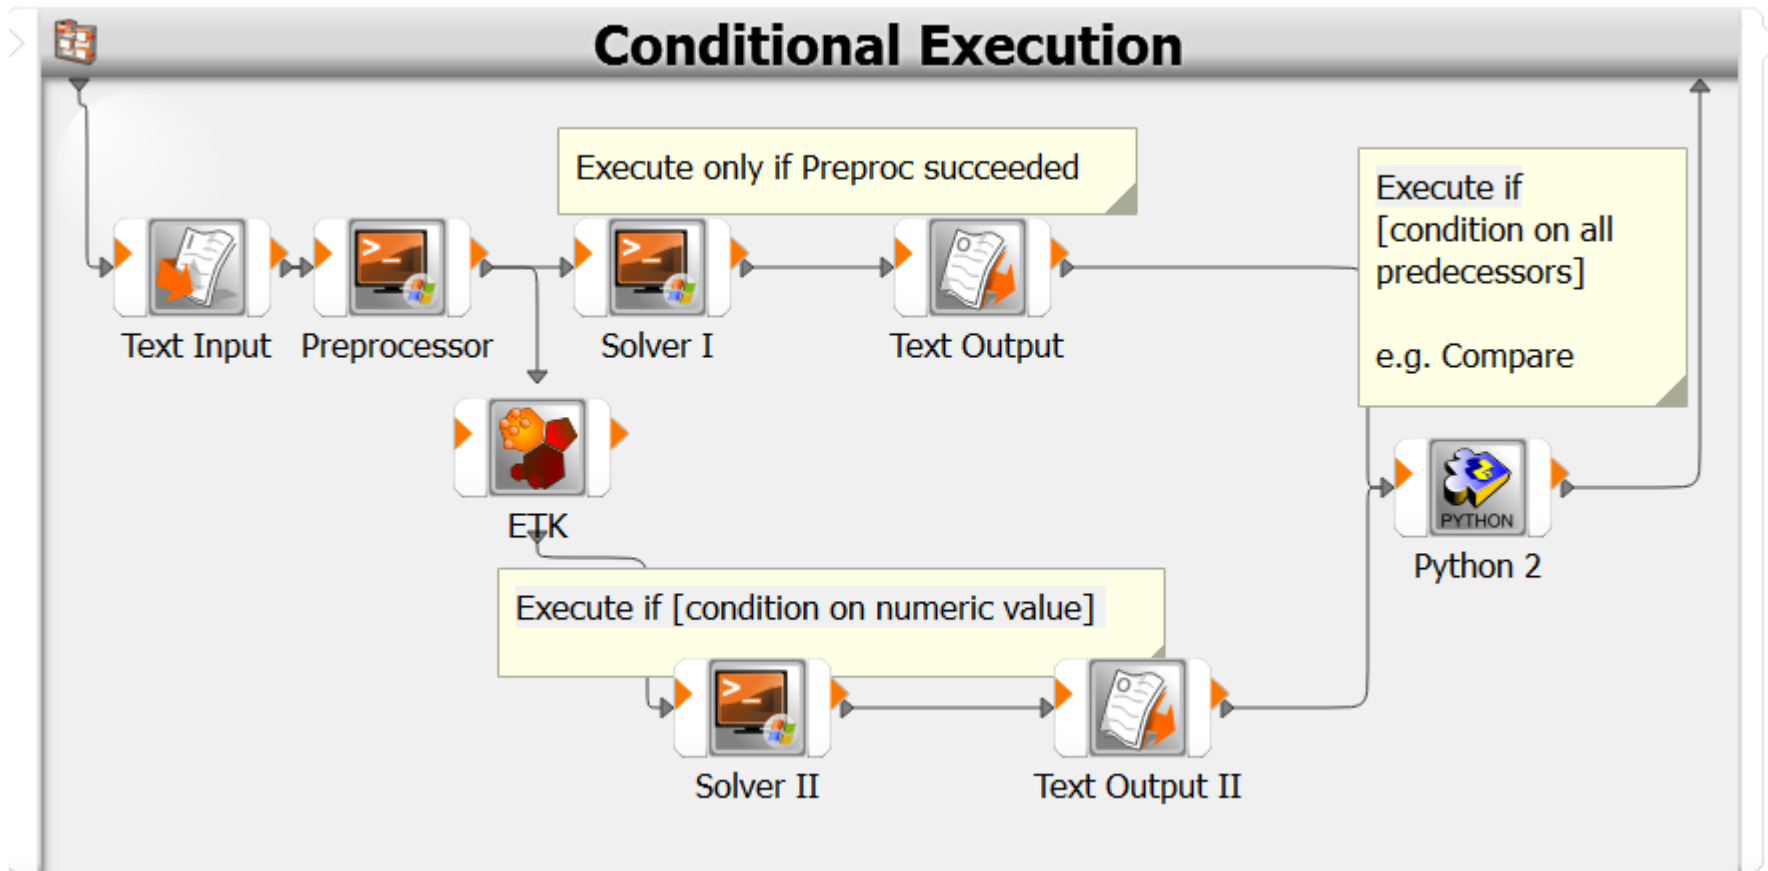 Conditional Execution
Execute only if Preproc succeeded
Execute if
[condition on all
predecessors]
e.g. Compare
Text Input
Preprocessor
Solver I
Text Output
ETK
PYTHON
Python 2
Execute if [condition on numeric value]
Solver II
Text Output II